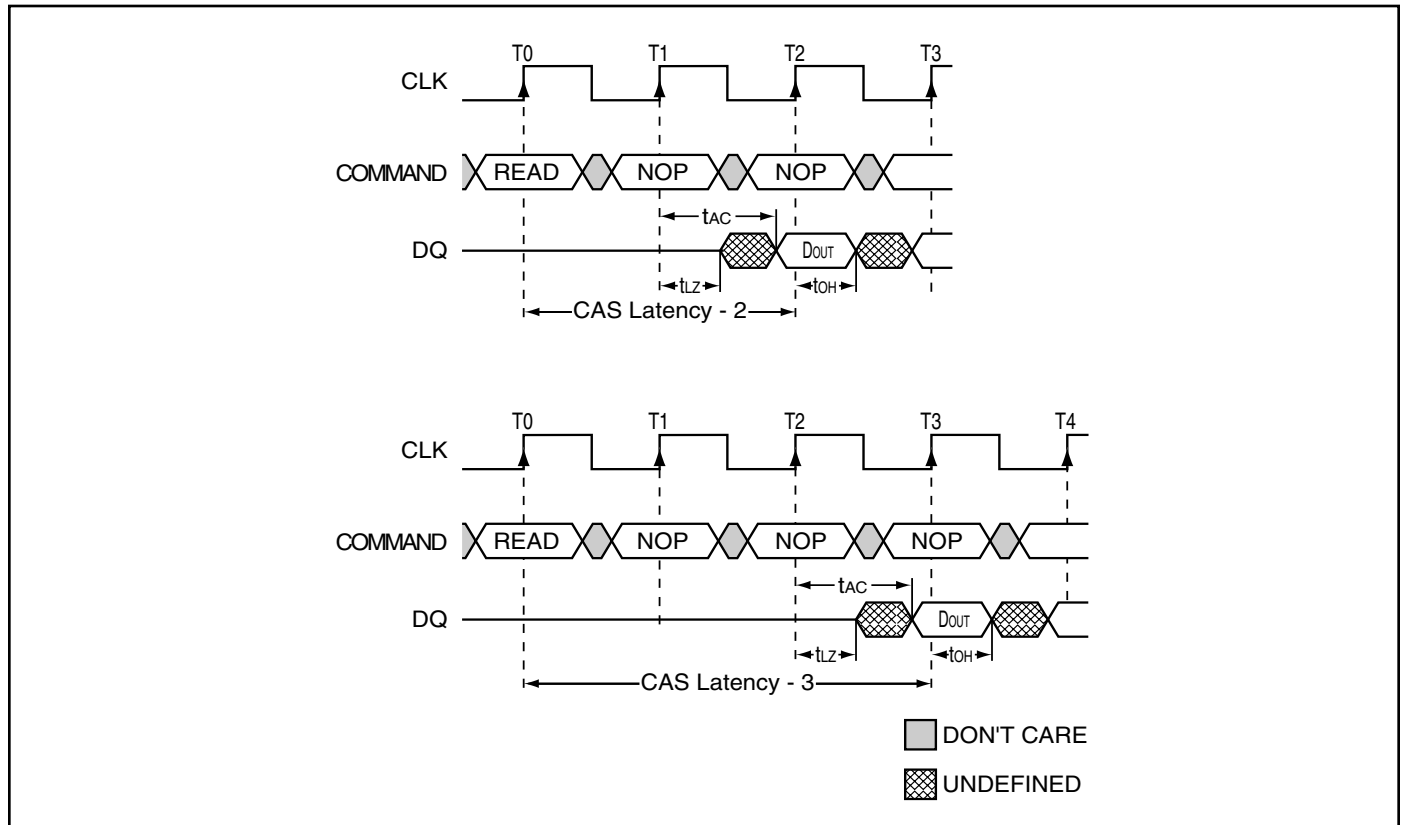 T0 T1 T2 T3
CLK
COMMAND READ NOP NOP
tAC
DQ DOUT
tLZ tOH
CAS Latency - 2
T0 T1 T2 T3 T4
CLK
COMMAND READ NOP NOP NOP
tAC
DQ DOUT
tLZ tOH
CAS Latency - 3
DON'T CARE
UNDEFINED